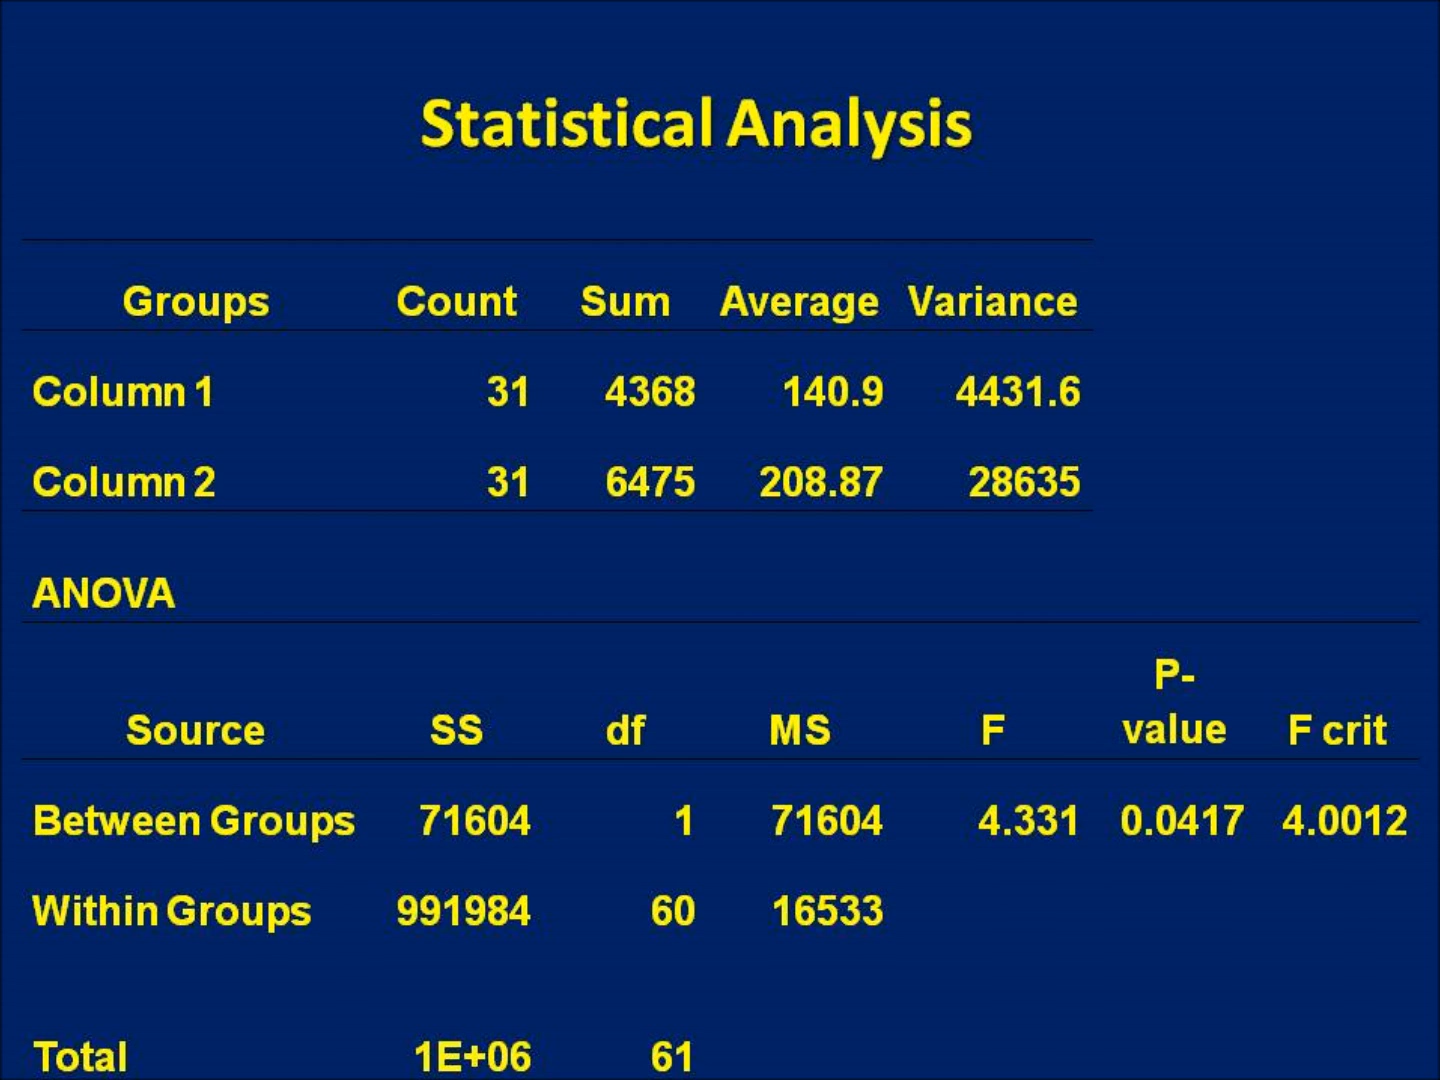 Statistical Analysis
Groups Count Sum Average Variance
Column 1 31 4368 140.9 4431.6
Column 2 31 6475 208.87 28635
ANOVA
Source SS df MS F P-value F crit
Between Groups 71604 1 71604 4.331 0.0417 4.0012
Within Groups 991984 60 16533
Total 1E+06 61